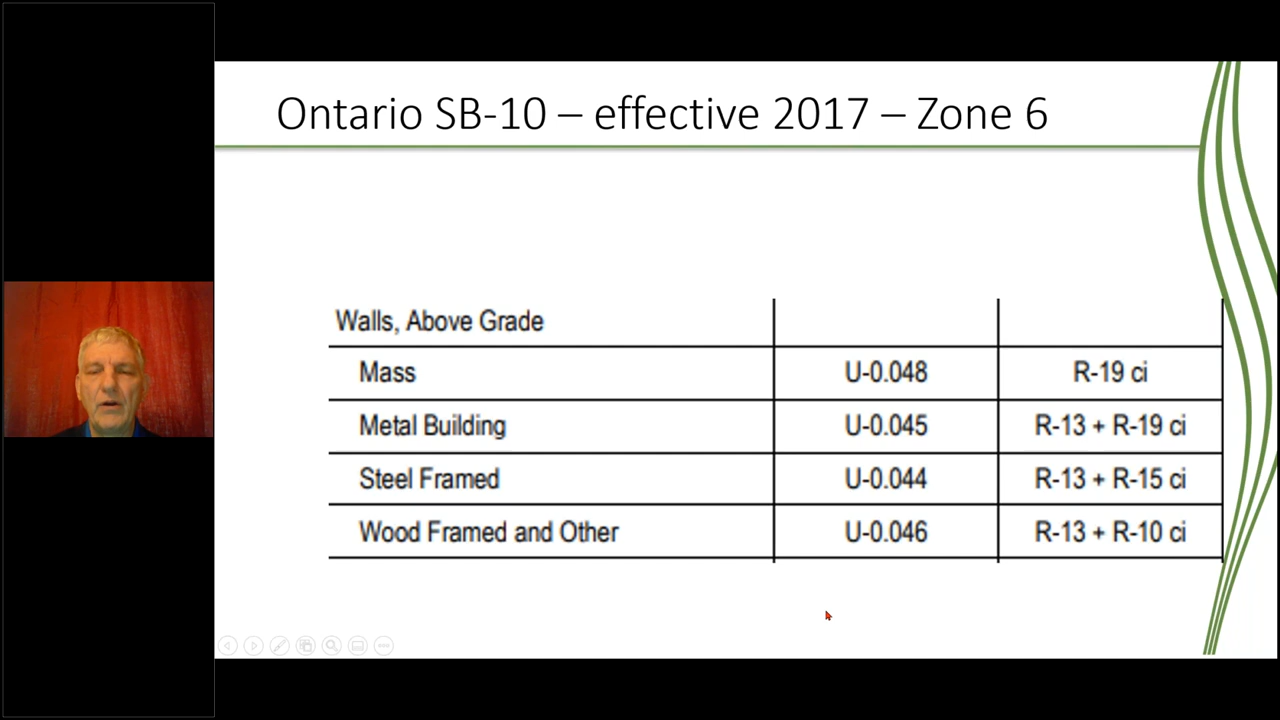 Ontario SB-10 – effective 2017 – Zone 6
Walls, Above Grade
Mass U-0.048 R-19 ci
Metal Building U-0.045 R-13 + R-19 ci
Steel Framed U-0.044 R-13 + R-15 ci
Wood Framed and Other U-0.046 R-13 + R-10 ci